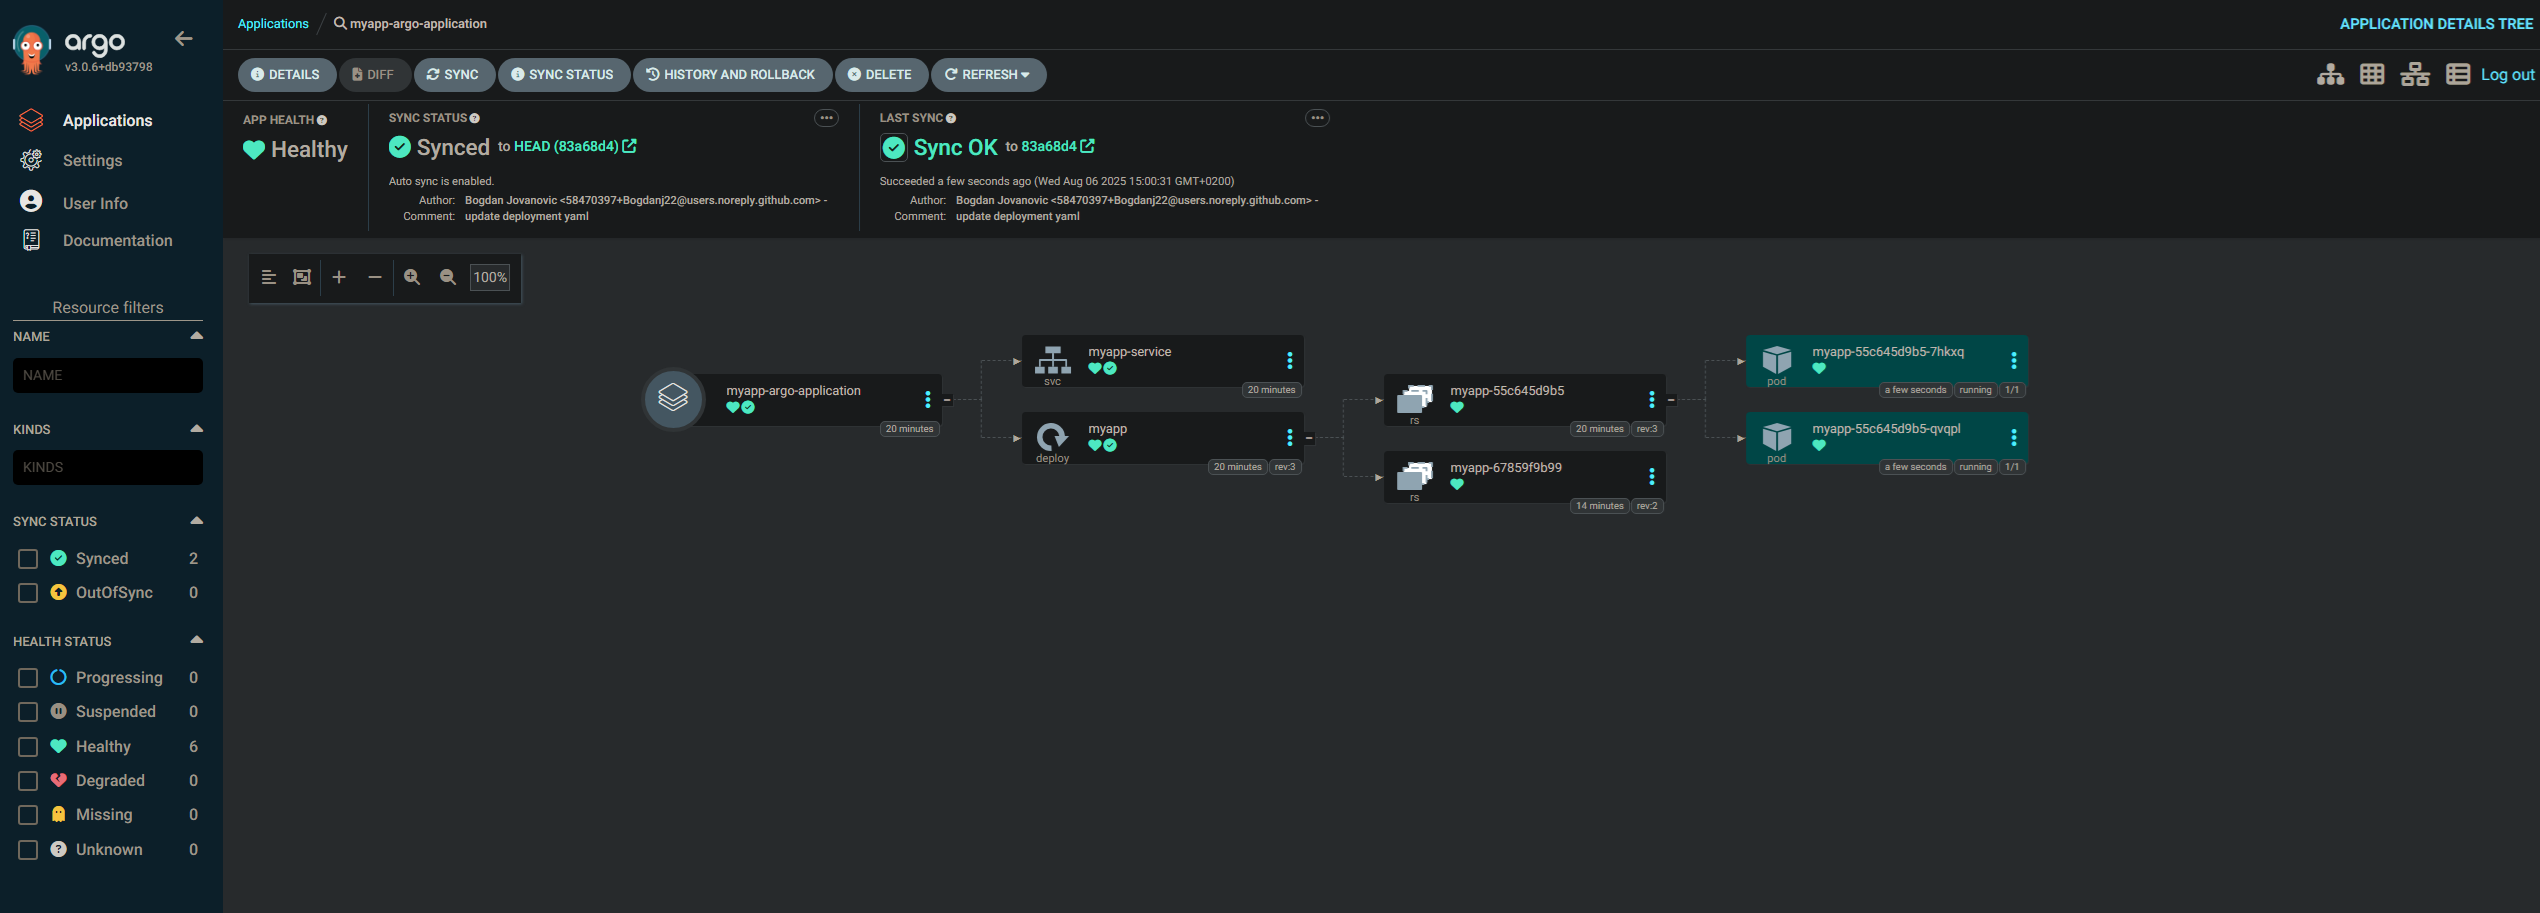 argo
v3.0.6+db93798
Applications
Settings
User Info
Documentation
Resource filters
NAME
NAME
KINDS
KINDS
SYNC STATUS
Synced 2
OutOfSync 0
HEALTH STATUS
Progressing 0
Suspended 0
Healthy 6
Degraded 0
Missing 0
Unknown 0
Applications / myapp-argo-application
APPLICATION DETAILS TREE
DETAILS DIFF SYNC SYNC STATUS HISTORY AND ROLLBACK DELETE REFRESH
Log out
APP HEALTH
Healthy
SYNC STATUS
Synced to HEAD (83a68d4)
Auto sync is enabled.
Author: Bogdan Jovanovic <58470397+Bogdanj22@users.noreply.github.com> -
Comment: update deployment yaml
LAST SYNC
Sync OK to 83a68d4
Succeeded a few seconds ago (Wed Aug 06 2025 15:00:31 GMT+0200)
Author: Bogdan Jovanovic <58470397+Bogdanj22@users.noreply.github.com> -
Comment: update deployment yaml
100%
myapp-argo-application
20 minutes
myapp-service
svc
20 minutes
myapp
deploy
20 minutes rev:3
myapp-55c645d9b5
rs
20 minutes rev:3
myapp-67859f9b99
rs
14 minutes rev:2
myapp-55c645d9b5-7hkxq
pod
a few seconds running 1/1
myapp-55c645d9b5-qvqpl
pod
a few seconds running 1/1